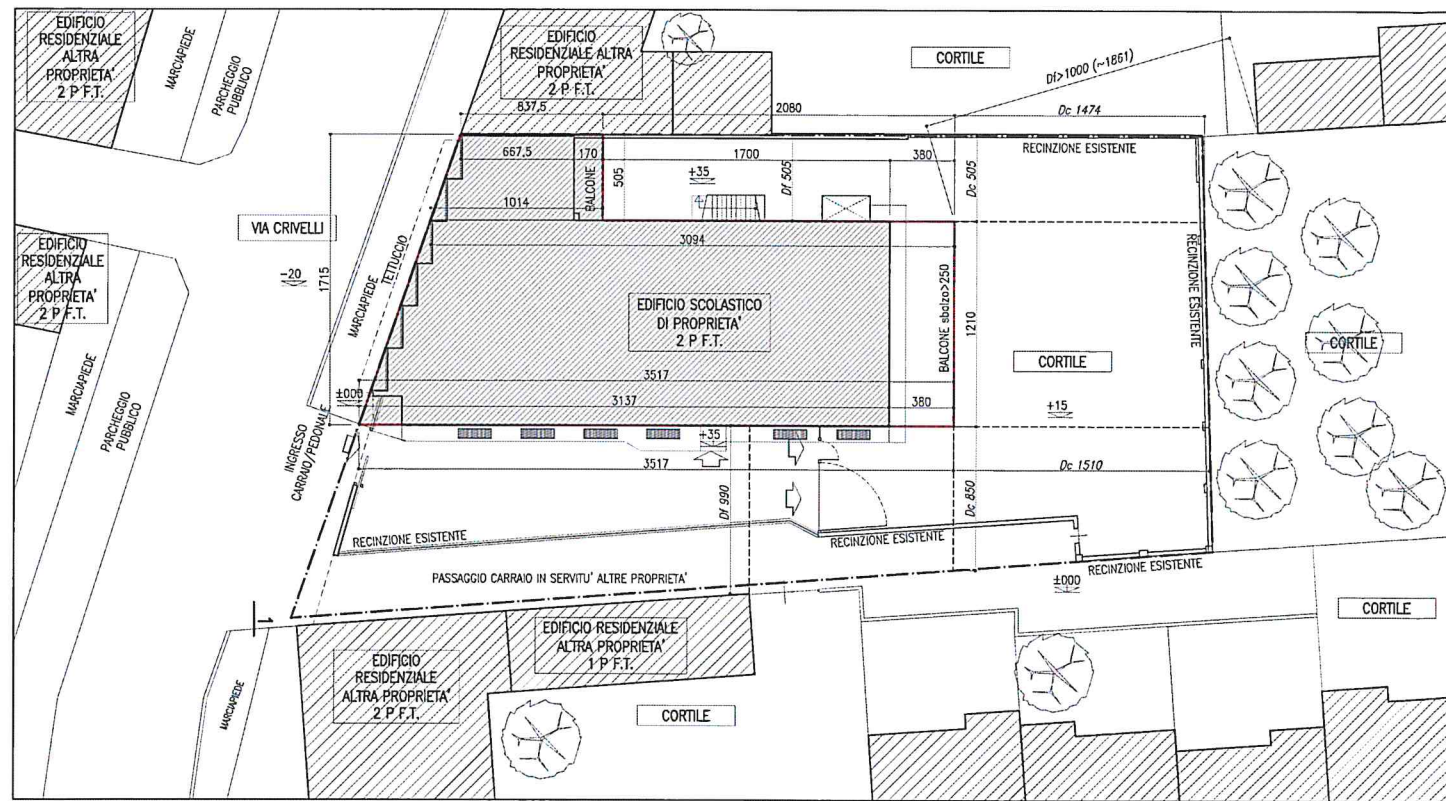 EDIFICIO
RESIDENZIALE
ALTRA
PROPRIETA'
2 P F.T.
MARCIAPIEDE
PARCHEGGIO
PUBBLICO
EDIFICIO
RESIDENZIALE ALTRA
PROPRIETA'
2 P F.T.
CORTILE
Df>1000 (~1861)
837,5
2080
Dc 1474
RECINZIONE ESISTENTE
667,5
170
1700
380
BALCONE
505
+35
Df 505
Dc 505
1014
VIA CRIVELLI
-20
1715
MARCIAPIEDE
TETTUCCIO
3094
EDIFICIO
RESIDENZIALE
ALTRA
PROPRIETA'
2 P F.T.
EDIFICIO SCOLASTICO
DI PROPRIETA'
2 P F.T.
BALCONE sbalzo>250
1210
CORTILE
RECINZIONE ESISTENTE
CORTILE
MARCIAPIEDE
PARCHEGGIO
PUBBLICO
±000
3517
3137
380
+15
INGRESSO
CARRAIO/PEDONALE
+35
3517
Dc 1510
Df 990
Dc 850
RECINZIONE ESISTENTE
RECINZIONE ESISTENTE
RECINZIONE ESISTENTE
PASSAGGIO CARRAIO IN SERVITU' ALTRE PROPRIETA'
±000
CORTILE
1
EDIFICIO RESIDENZIALE
ALTRA PROPRIETA'
1 P F.T.
EDIFICIO
RESIDENZIALE
ALTRA PROPRIETA'
2 P F.T.
MARCIAPIEDE
CORTILE